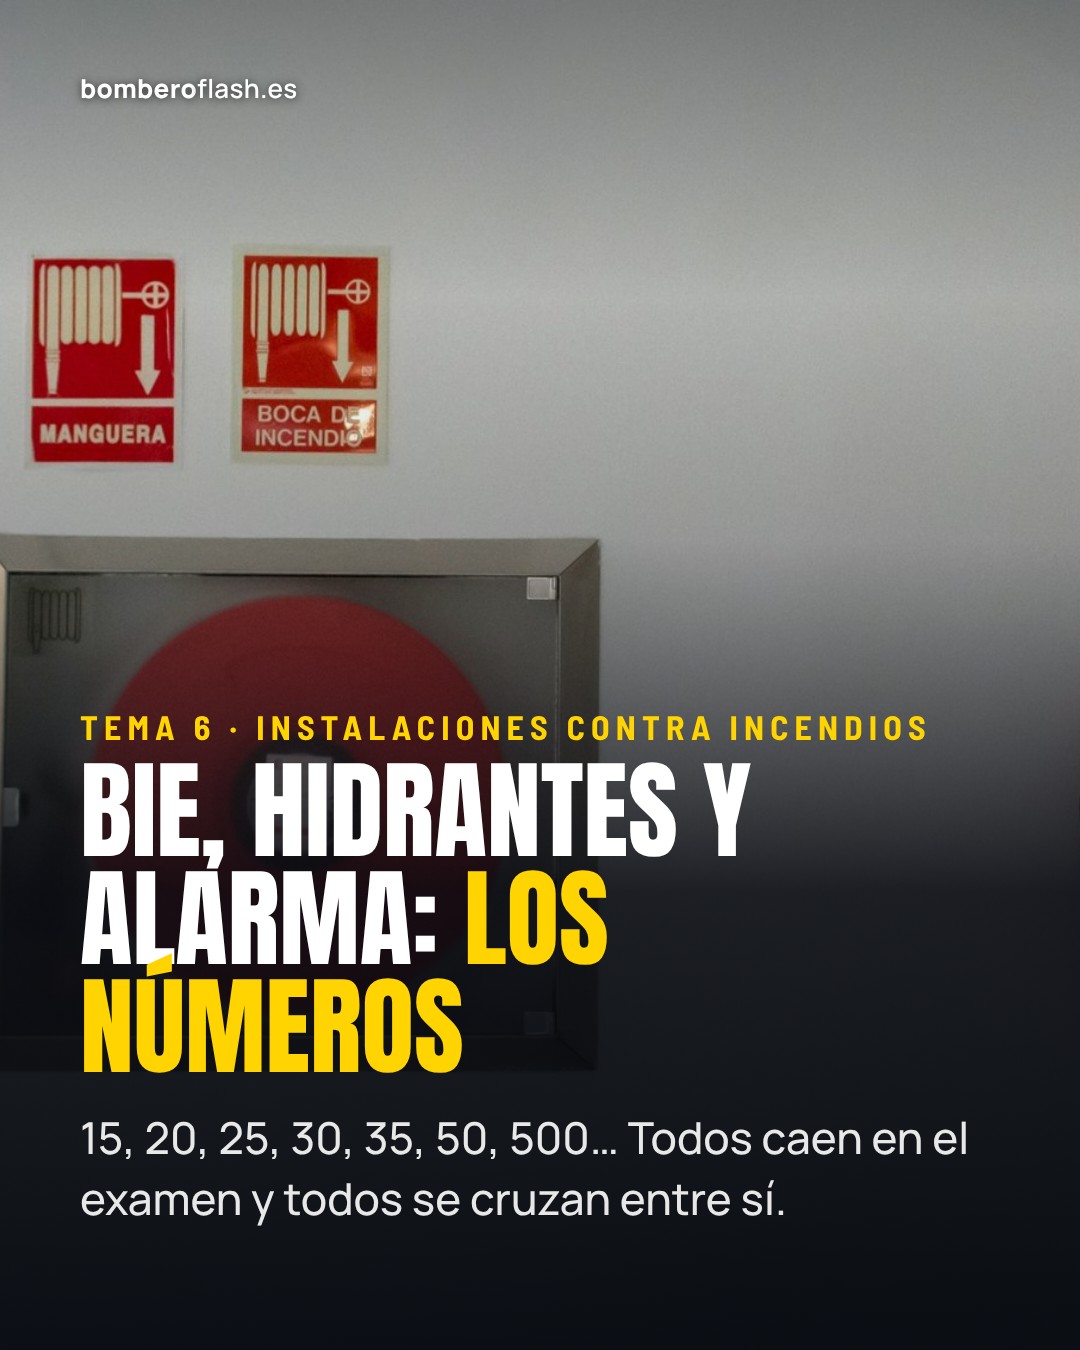 bomberoflash.es
MANGUERA
BOCA DE
INCENDIO
TEMA 6 · INSTALACIONES CONTRA INCENDIOS
BIE, HIDRANTES Y
ALARMA: LOS
NÚMEROS
15, 20, 25, 30, 35, 50, 500... Todos caen en el
examen y todos se cruzan entre sí.